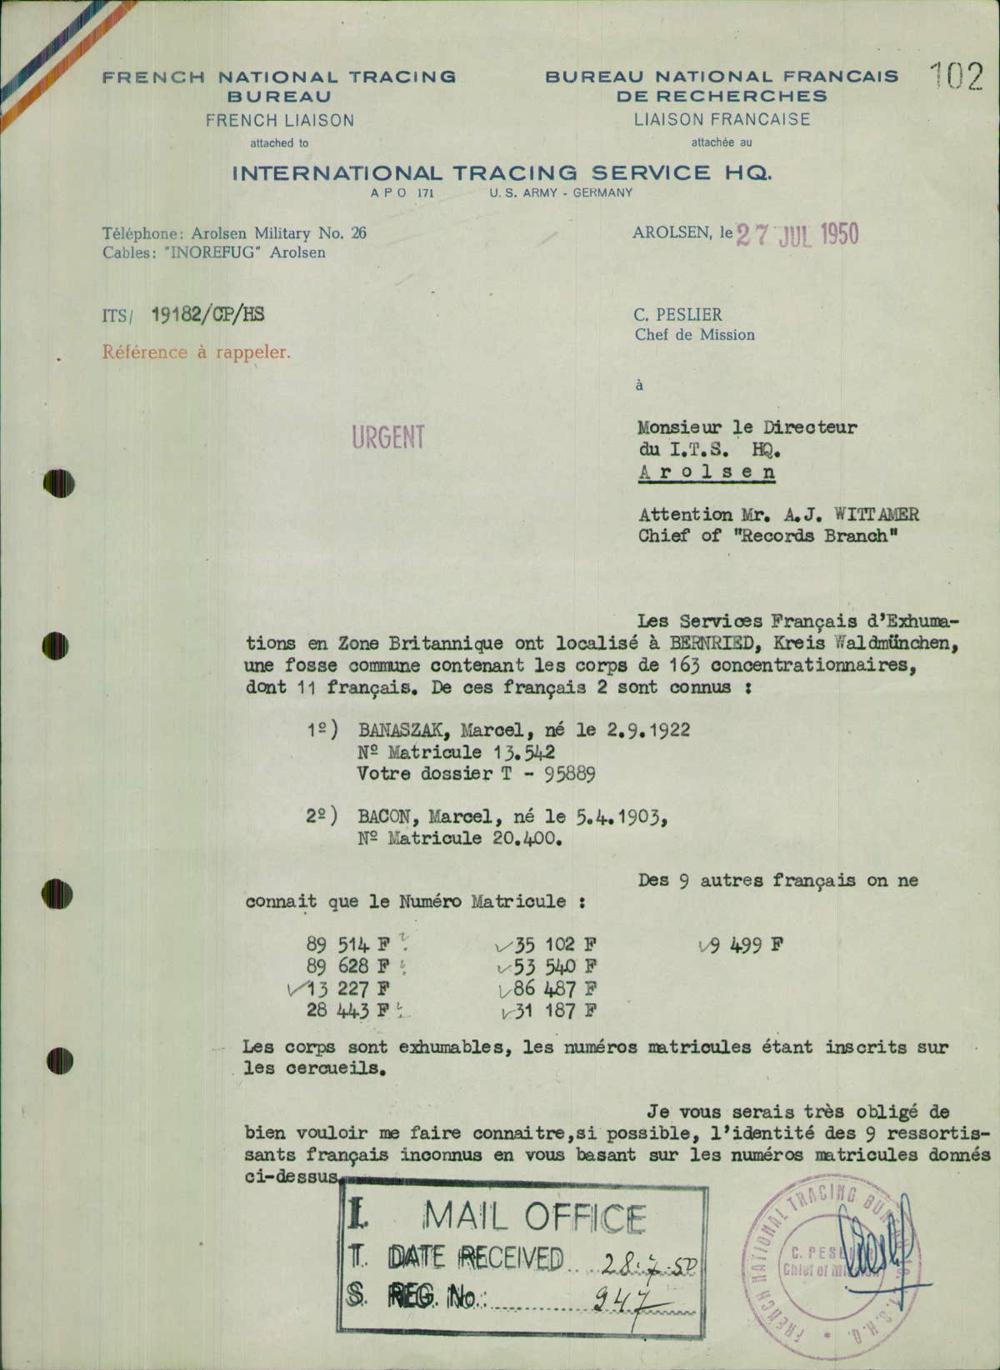 102
FRENCH NATIONAL TRACING
BUREAU
FRENCH LIAISON
attached to
BUREAU NATIONAL FRANCAIS
DE RECHERCHES
LIAISON FRANCAISE
attachée au
INTERNATIONAL TRACING SERVICE HQ.
APO 171 U. S. ARMY - GERMANY
Téléphone: Arolsen Military No. 26
Cables: "INOREFUG" Arolsen
AROLSEN, le 27 JUL 1950
ITS/ 19182/CP/HS
Référence à rappeler.
C. PESLIER
Chef de Mission
à
URGENT
Monsieur le Directeur
du I.T.S. HQ.
Arolsen
Attention Mr. A.J. WITTAMER
Chief of "Records Branch"
Les Services Français d'Exhuma-
tions en Zone Britannique ont localisé à BERNRIED, Kreis Waldmünchen,
une fosse commune contenant les corps de 163 concentrationnaires,
dont 11 français. De ces français 2 sont connus :
1º) BANASZAK, Marcel, né le 2.9.1922
Nº Matricule 13.542
Votre dossier T - 95889
2º) BACON, Marcel, né le 5.4.1903,
Nº Matricule 20.400.
Des 9 autres français on ne
connait que le Numéro Matricule :
89 514 F ✓35 102 F ✓9 499 F
89 628 F ✓53 540 F
✓13 227 F ✓86 487 F
28 443 F ✓31 187 F
Les corps sont exhumables, les numéros matricules étant inscrits sur
les cercueils.
Je vous serais très obligé de
bien vouloir me faire connaitre,si possible, l'identité des 9 ressortis-
sants français inconnus en vous basant sur les numéros matricules donnés
ci-dessus.
I. MAIL OFFICE
T. DATE RECEIVED 28.7.50
S. REG. No.: 947
FRENCH NATIONAL TRACING BUREAU I.T.S.H.Q.
C. PESLIER
Chief of Mission